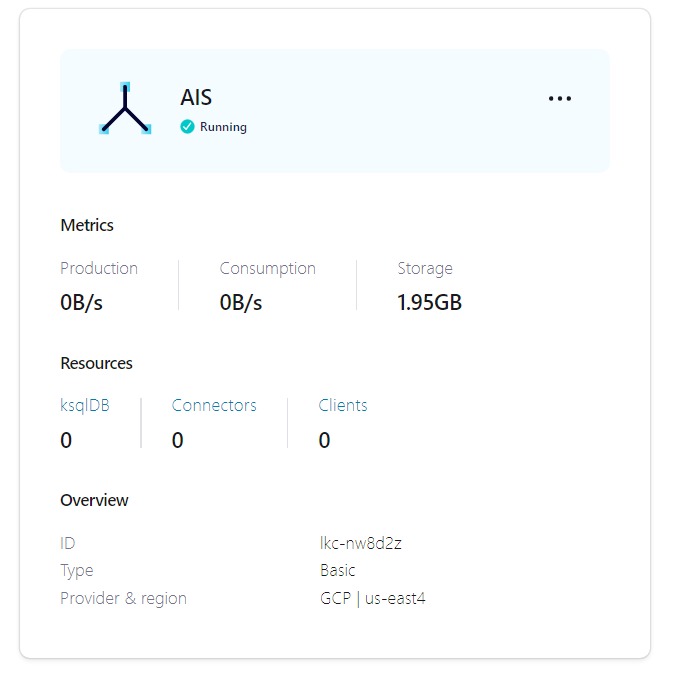 AIS
Running
Metrics
Production Consumption Storage
0B/s 0B/s 1.95GB
Resources
ksqlDB Connectors Clients
0 0 0
Overview
ID lkc-nw8d2z
Type Basic
Provider & region GCP | us-east4